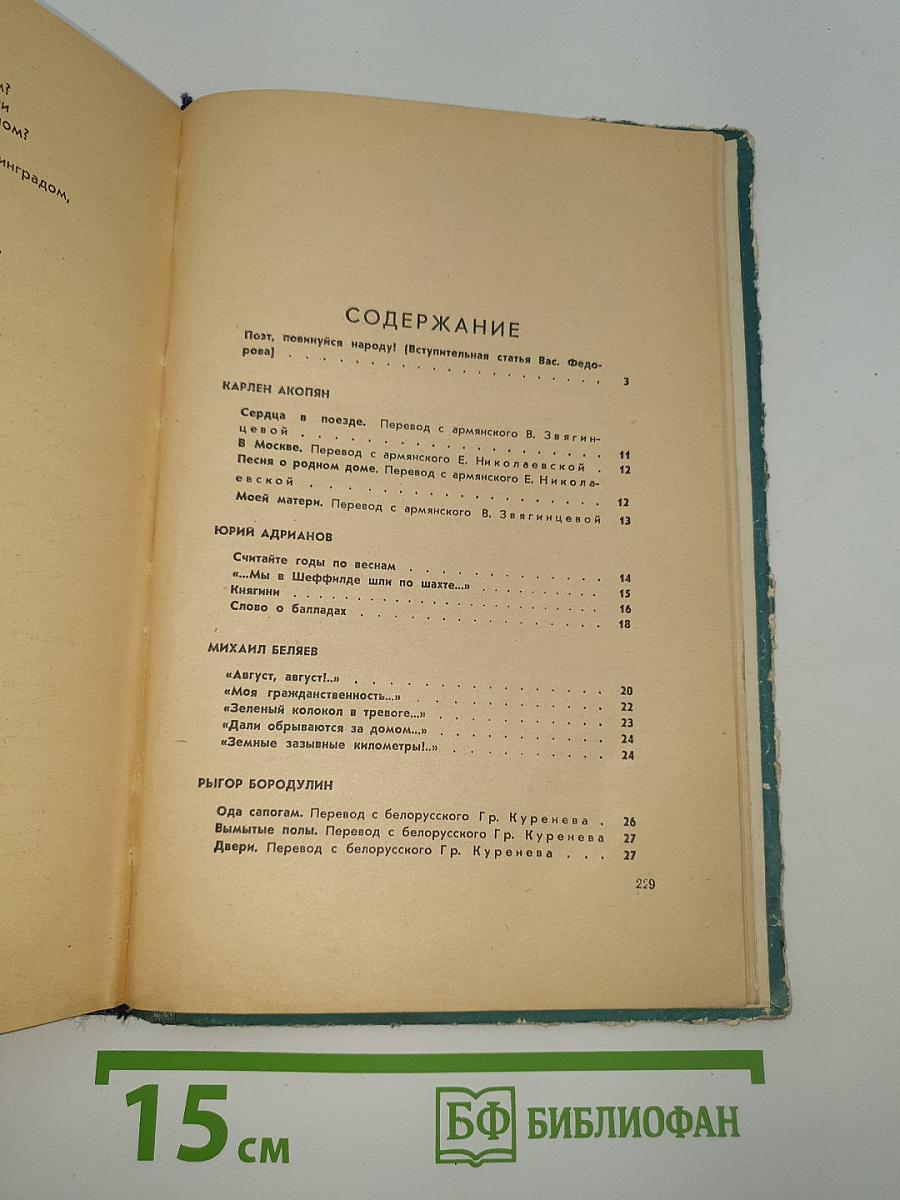 м?
ли
ном?
инградом,
СОДЕРЖАНИЕ
Поэт, повинуйся народу! (Вступительная статья Вас. Федо-
рова) . . . . . . . . . . . . . . . . . . 3
КАРЛЕН АКОПЯН
Сердца в поезде. Перевод с армянского В. Звягин-
цевой . . . . . . . . . . . . . . . . . 11
В Москве. Перевод с армянского Е. Николаевской . 12
Песня о родном доме. Перевод с армянского Е. Никола-
евской . . . . . . . . . . . . . . . . 12
Моей матери. Перевод с армянского В. Звягинцевой 13
ЮРИЙ АДРИАНОВ
Считайте годы по веснам . . . . . . . . . . . 14
«...Мы в Шеффилде шли по шахте...» . . . . . . . 15
Княгини . . . . . . . . . . . . . . . . 16
Слово о балладах . . . . . . . . . . . . . 18
МИХАИЛ БЕЛЯЕВ
«Август, август!..» . . . . . . . . . . . . . 20
«Моя гражданственность...» . . . . . . . . . . 22
«Зеленый колокол в тревоге...» . . . . . . . . . 23
«Дали обрываются за домом...» . . . . . . . . . 24
«Земные зазывные километры!..» . . . . . . . . 24
РЫГОР БОРОДУЛИН
Ода сапогам. Перевод с белорусского Гр. Куренева . 26
Вымытые полы. Перевод с белорусского Гр. Куренева 27
Двери. Перевод с белорусского Гр. Куренева . . . 27
229
15 см
БФ БИБЛИОФАН